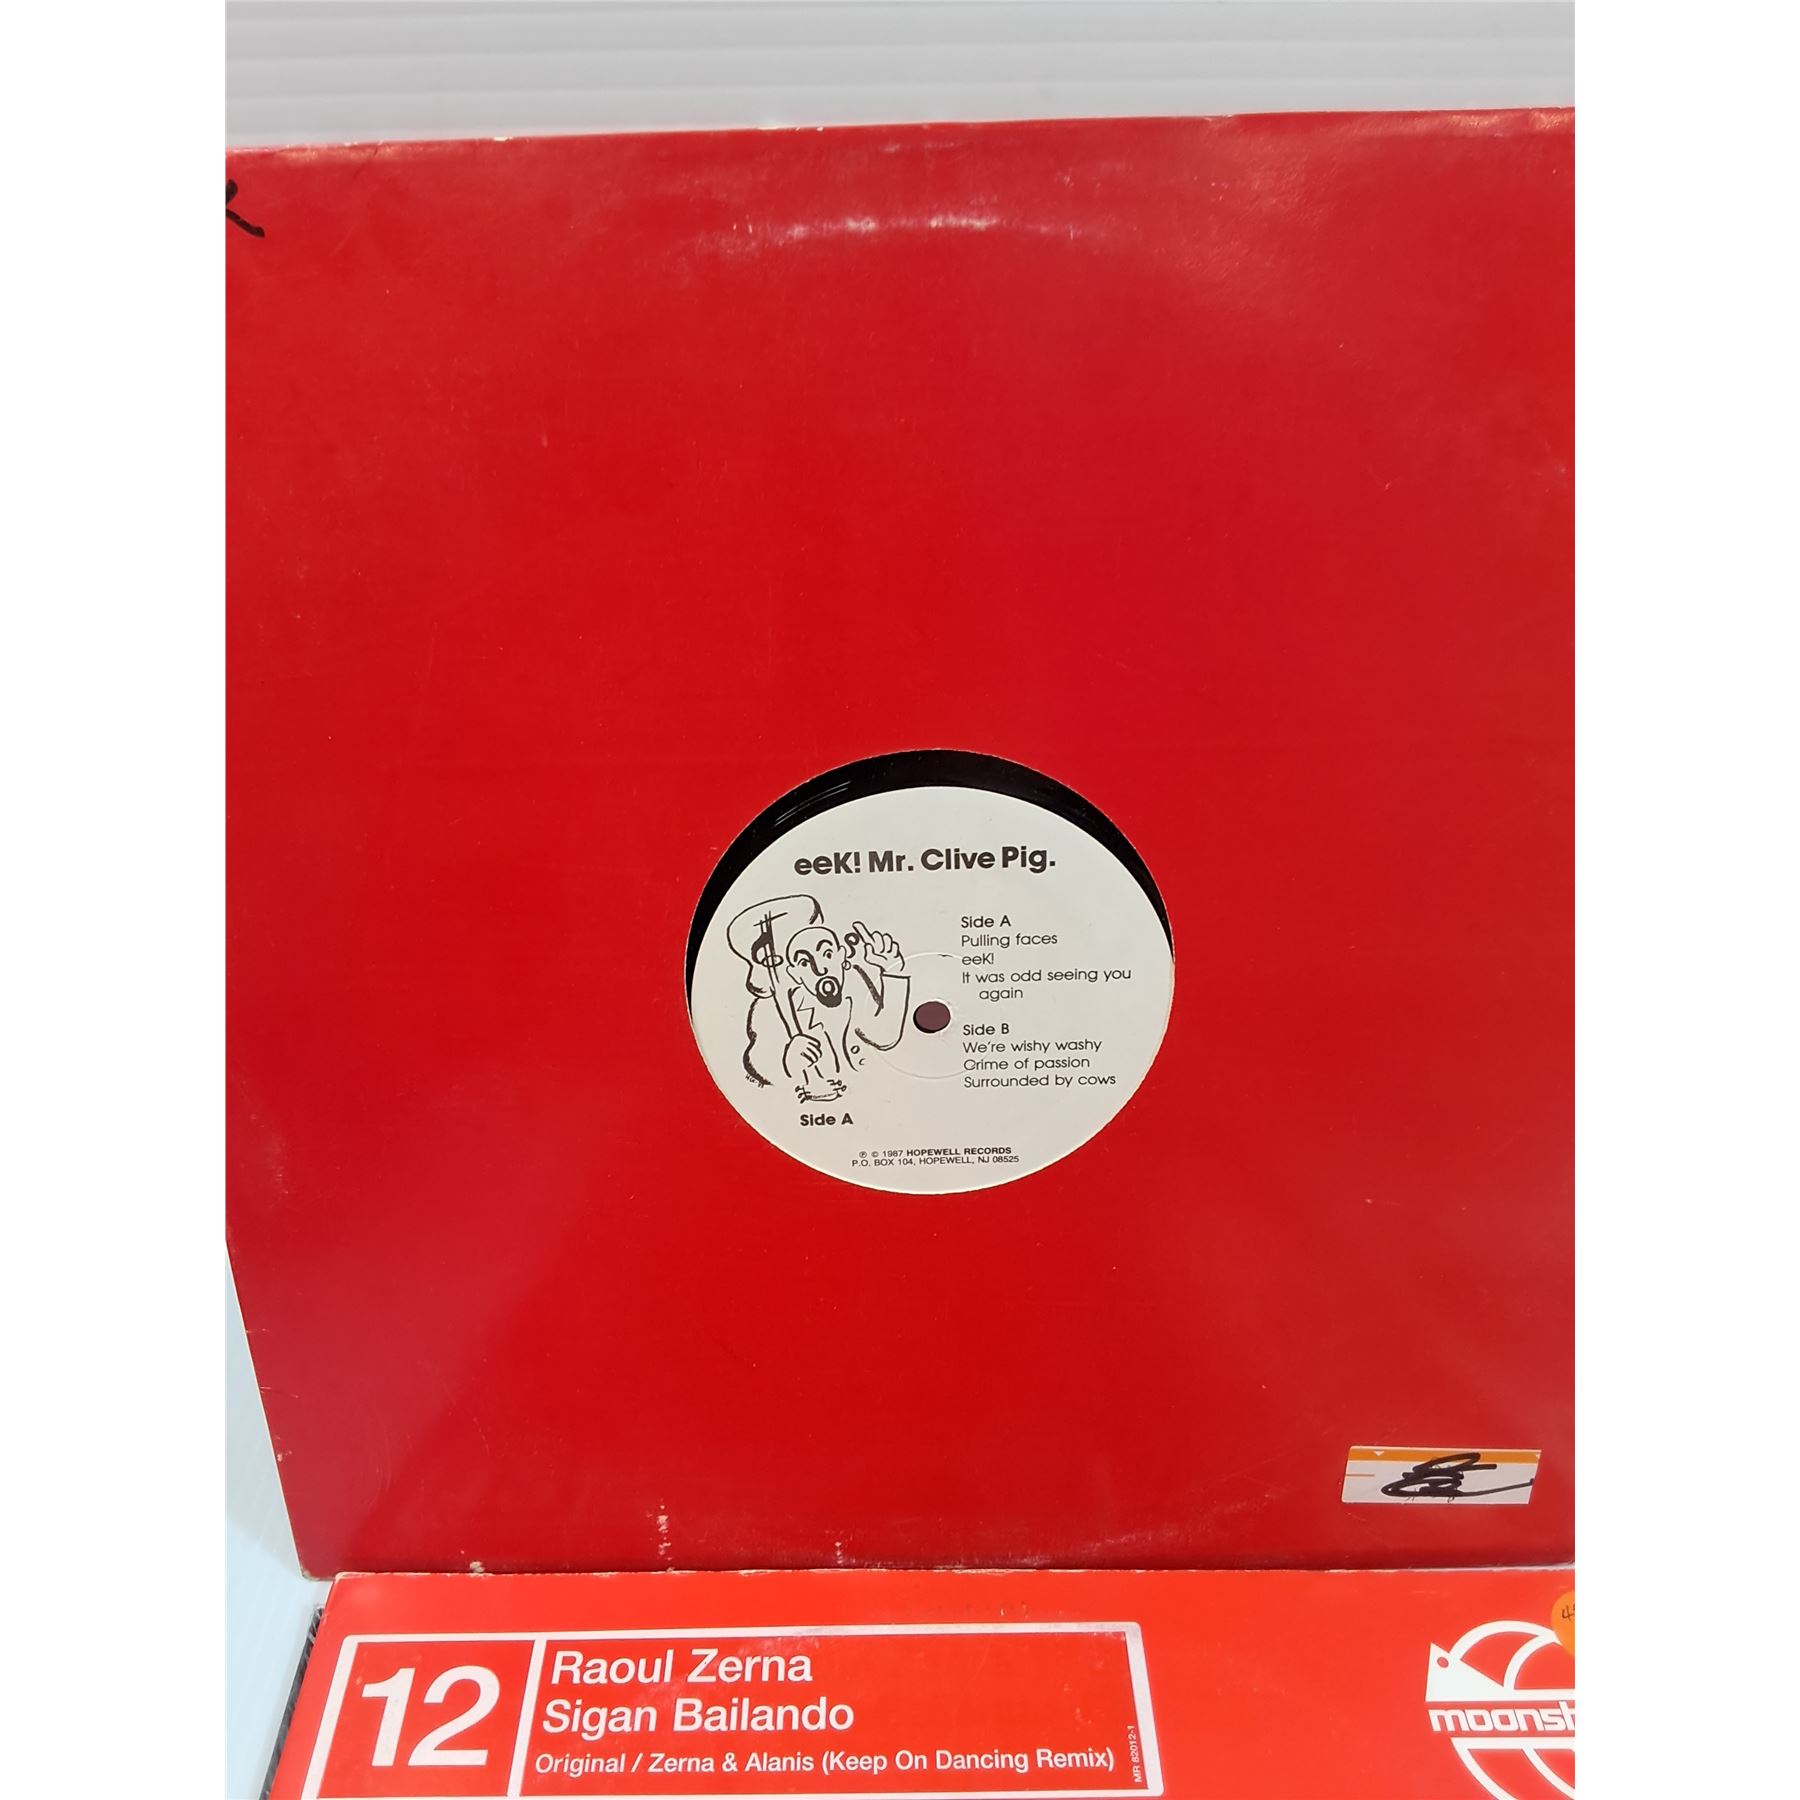 eeK! Mr. Clive Pig.
Side A
Pulling faces
eeK!
It was odd seeing you
again
Side B
We're wishy washy
Crime of passion
Surrounded by cows
Side A
℗ © 1987 HOPEWELL RECORDS
P.O. BOX 104, HOPEWELL, NJ 08525
12
Raoul Zerna
Sigan Bailando
Original / Zerna & Alanis (Keep On Dancing Remix)
MR 82012-1
moonsh